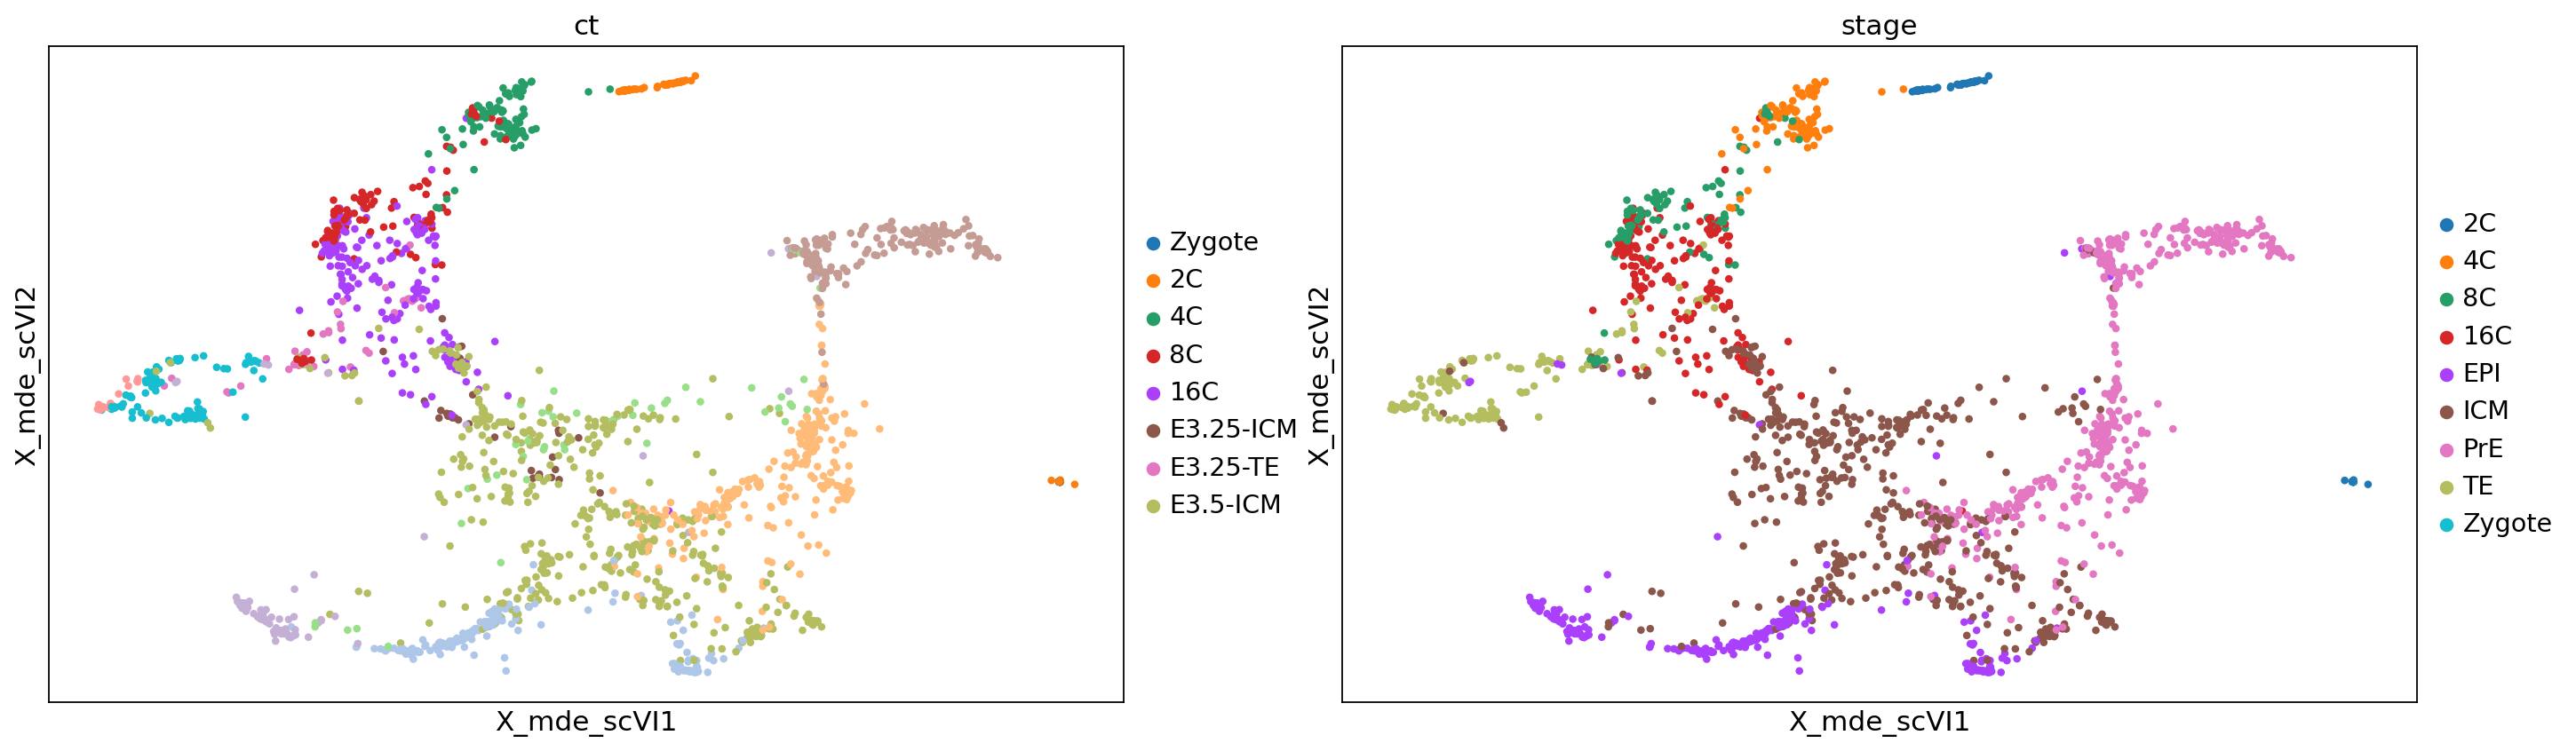 ct
X_mde_scVI2
X_mde_scVI1
Zygote
2C
4C
8C
16C
E3.25-ICM
E3.25-TE
E3.5-ICM
stage
X_mde_scVI2
X_mde_scVI1
2C
4C
8C
16C
EPI
ICM
PrE
TE
Zygote